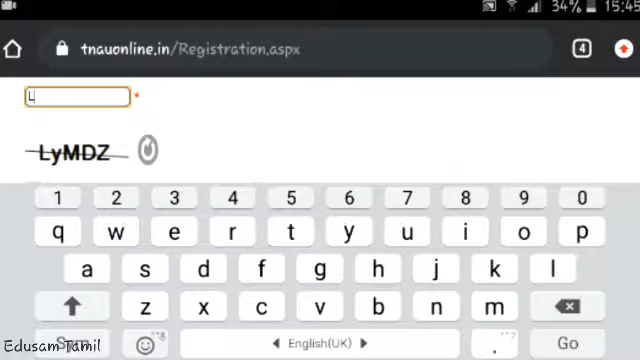 34% 15:45
tnauonline.in/Registration.aspx 4
L *
LyMDZ
1 2 3 4 5 6 7 8 9 0
q w e r t y u i o p
a s d f g h j k l
z x c v b n m
Edusam Tamil English(UK) . Go